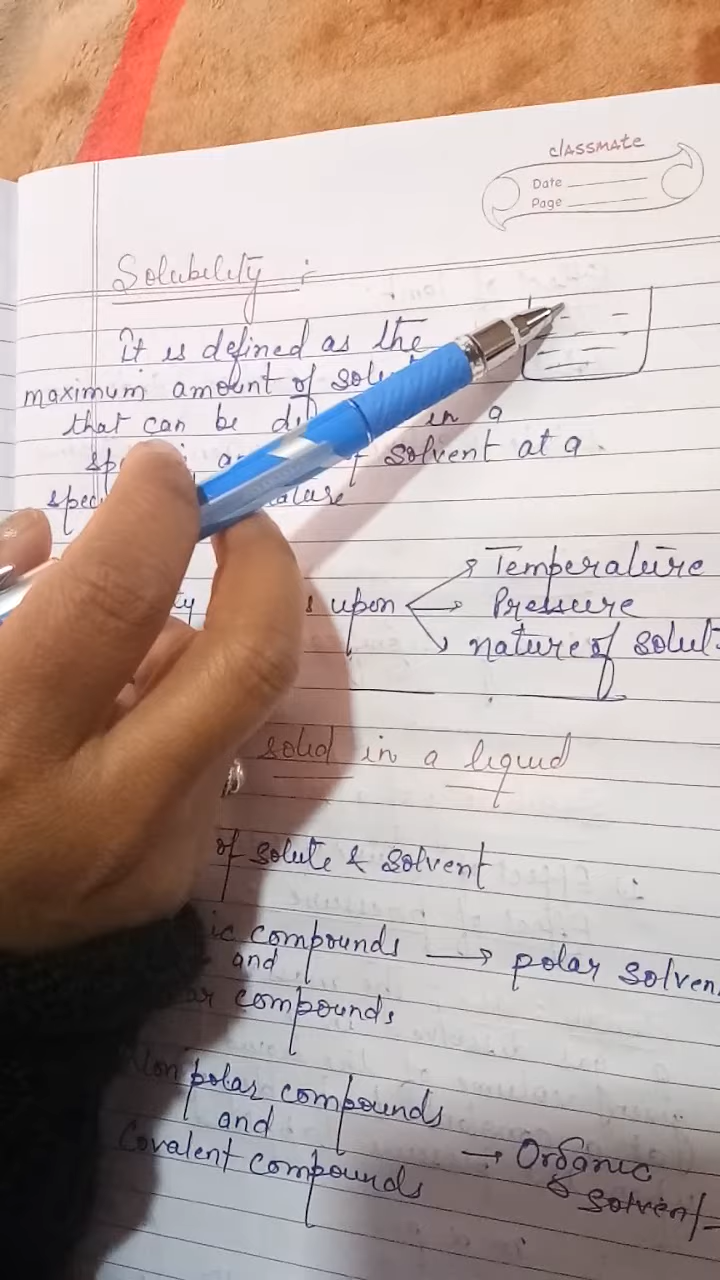 classmate
Date
Page
Solubility :-
It is defined as the
maximum amount of
that can be in a
of solvent at a
upon → Temperature
→ Pressure
→ nature of
solid in a liquid
of solute & solvent
compounds → polar
and
compounds
polar compounds
and
Covalent compounds → Organic
solvent